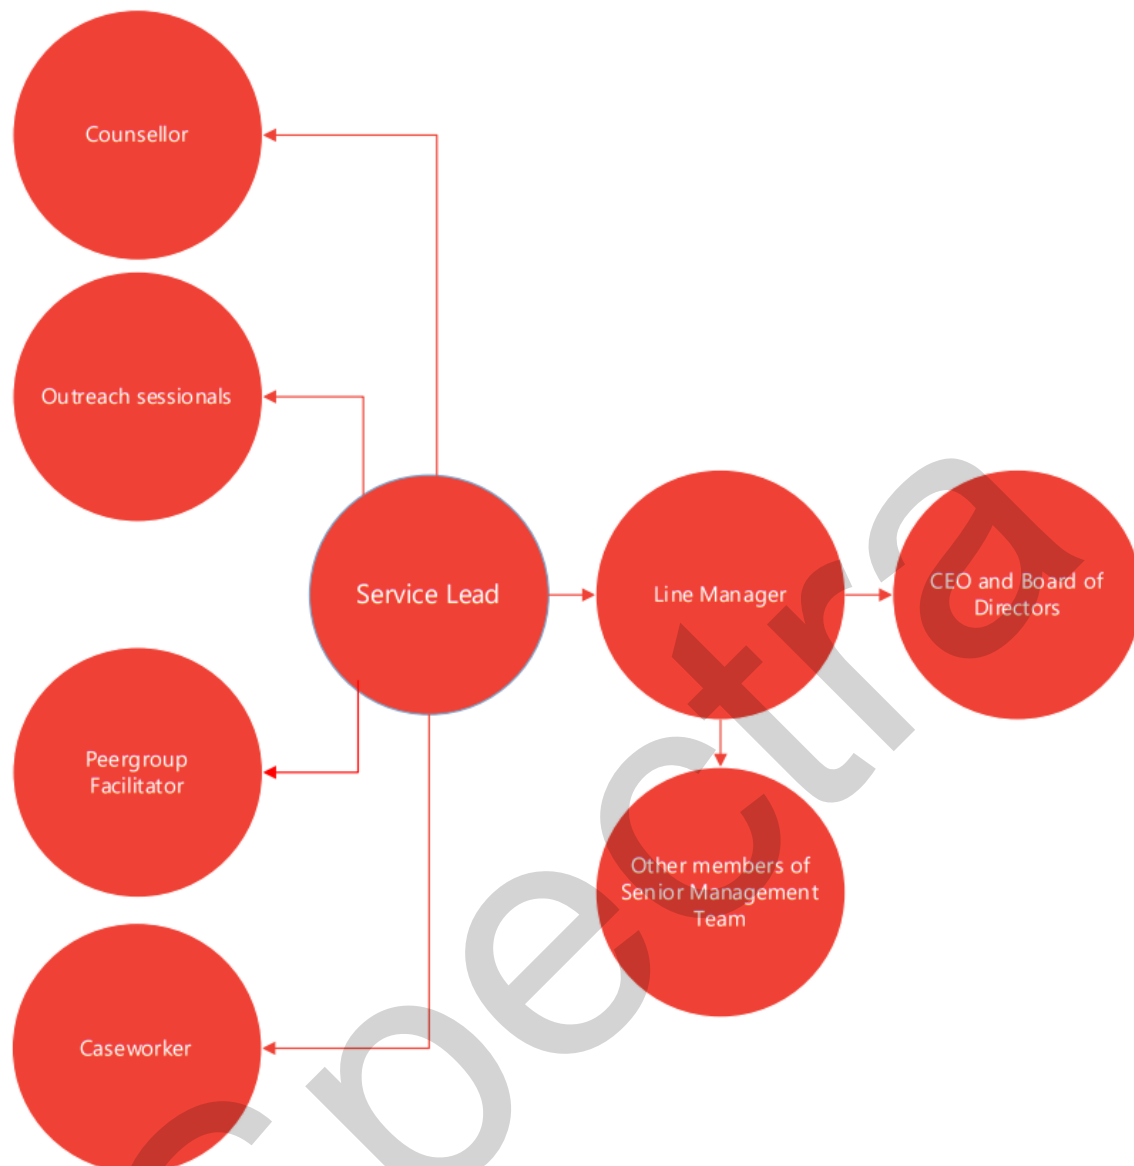 Counsellor
Outreach sessionals
Service Lead
Line Manager
CEO and Board of
Directors
Peergroup
Facilitator
Other members of
Senior Management
Team
Caseworker
Spectra